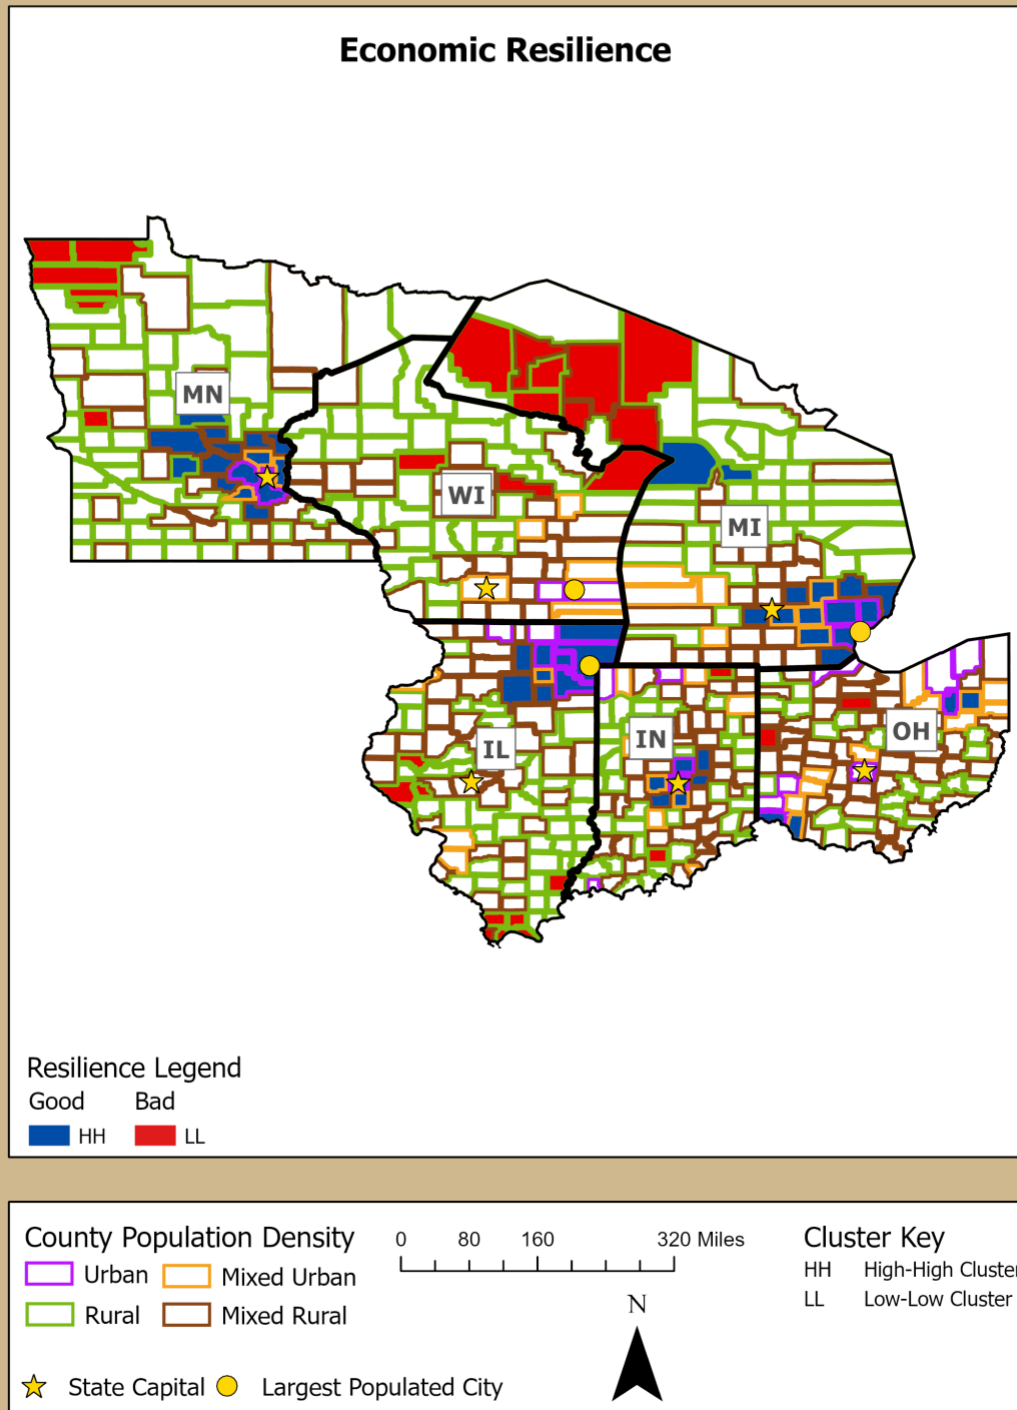 Economic Resilience
MN
WI
MI
IL
IN
OH
Resilience Legend
Good Bad
HH LL
County Population Density
Urban Mixed Urban
Rural Mixed Rural
State Capital Largest Populated City
0 80 160 320 Miles
N
Cluster Key
HH High-High Cluster
LL Low-Low Cluster